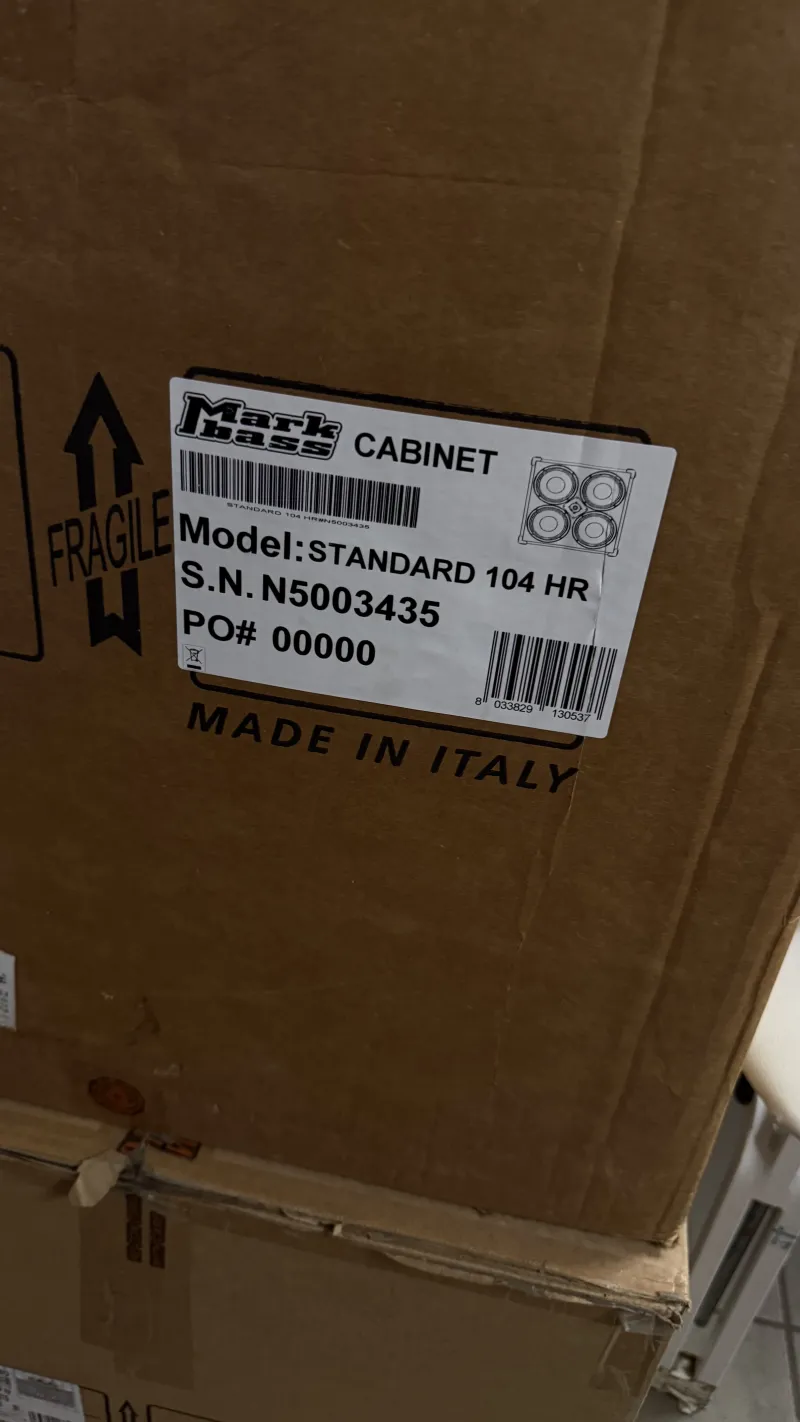 Mark bass CABINET
STANDARD 104 HR#N5003435
Model: STANDARD 104 HR
S.N. N5003435
PO# 00000
8 033829 130537
FRAGILE
MADE IN ITALY